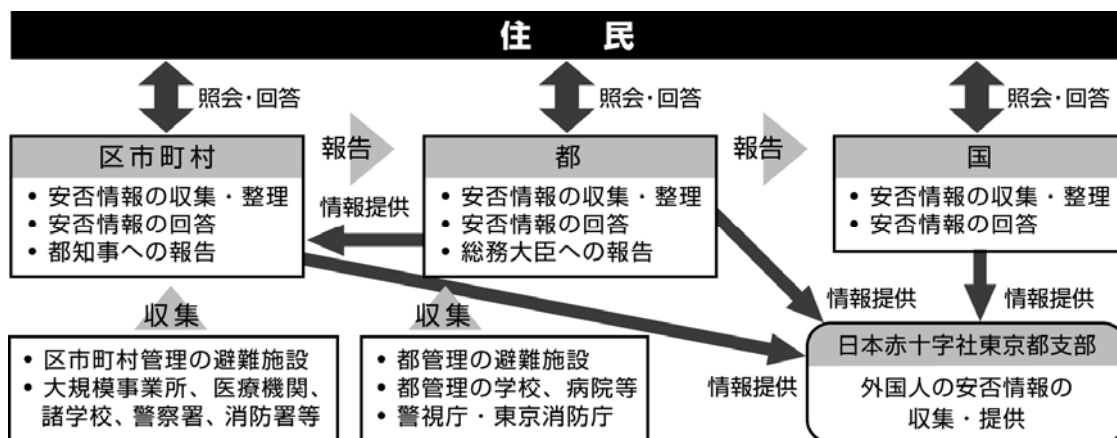 住　民
照会・回答
照会・回答
照会・回答
区市町村
• 安否情報の収集・整理
• 安否情報の回答
• 都知事への報告
報告
情報提供
都
• 安否情報の収集・整理
• 安否情報の回答
• 総務大臣への報告
報告
国
• 安否情報の収集・整理
• 安否情報の回答
収集
• 区市町村管理の避難施設
• 大規模事業所、医療機関、
諸学校、警察署、消防署等
収集
• 都管理の避難施設
• 都管理の学校、病院等
• 警視庁・東京消防庁
情報提供
情報提供
情報提供
日本赤十字社東京都支部
外国人の安否情報の
収集・提供